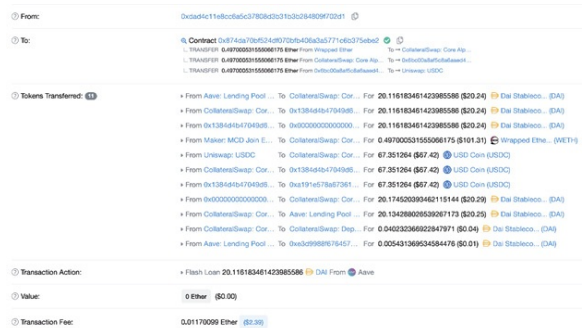 From:
0xdad4c11e8cc6a5c37808d3b31b3b284809f702d1
To:
Contract 0x874da70bf524df070bfb406a3a5771c6b375ebe2
TRANSFER 0.497000531555066175 Ether From Wrapped Ether To → CollateralSwap: Core Alp...
TRANSFER 0.497000531555066175 Ether From CollateralSwap: Core Alp... To →
TRANSFER 0.497000531555066175 Ether From To → Uniswap: USDC
Tokens Transferred: 11
From Aave: Lending Pool ... To CollateralSwap: Cor... For 20.116183461423985586 ($20.24) Dai Stableco... (DAI)
From CollateralSwap: Cor... To 0x1384d4b47049d6... For 20.116183461423985586 ($20.24) Dai Stableco... (DAI)
From 0x1384d4b47049d6... To 0x00000000000000... For 20.116183461423985586 ($20.24) Dai Stableco... (DAI)
From Maker: MCD Join E... To CollateralSwap: Cor... For 0.497000531555066175 ($101.31) Wrapped Ethe... (WETH)
From Uniswap: USDC To CollateralSwap: Cor... For 67.351264 ($67.42) USD Coin (USDC)
From CollateralSwap: Cor... To 0x1384d4b47049d6... For 67.351264 ($67.42) USD Coin (USDC)
From 0x1384d4b47049d6... To 0xa191e578a67361... For 67.351264 ($67.42) USD Coin (USDC)
From 0x00000000000000... To CollateralSwap: Cor... For 20.174520393462115144 ($20.29) Dai Stableco... (DAI)
From CollateralSwap: Cor... To Aave: Lending Pool ... For 20.134288026539267173 ($20.25) Dai Stableco... (DAI)
From CollateralSwap: Cor... To CollateralSwap: Dep... For 0.040232366922847971 ($0.04) Dai Stableco... (DAI)
From Aave: Lending Pool ... To 0xe3d9988f676457... For 0.005431369534584476 ($0.01) Dai Stableco... (DAI)
Transaction Action:
Flash Loan 20.116183461423985586 DAI From Aave
Value:
0 Ether ($0.00)
Transaction Fee:
0.01170099 Ether ($2.39)